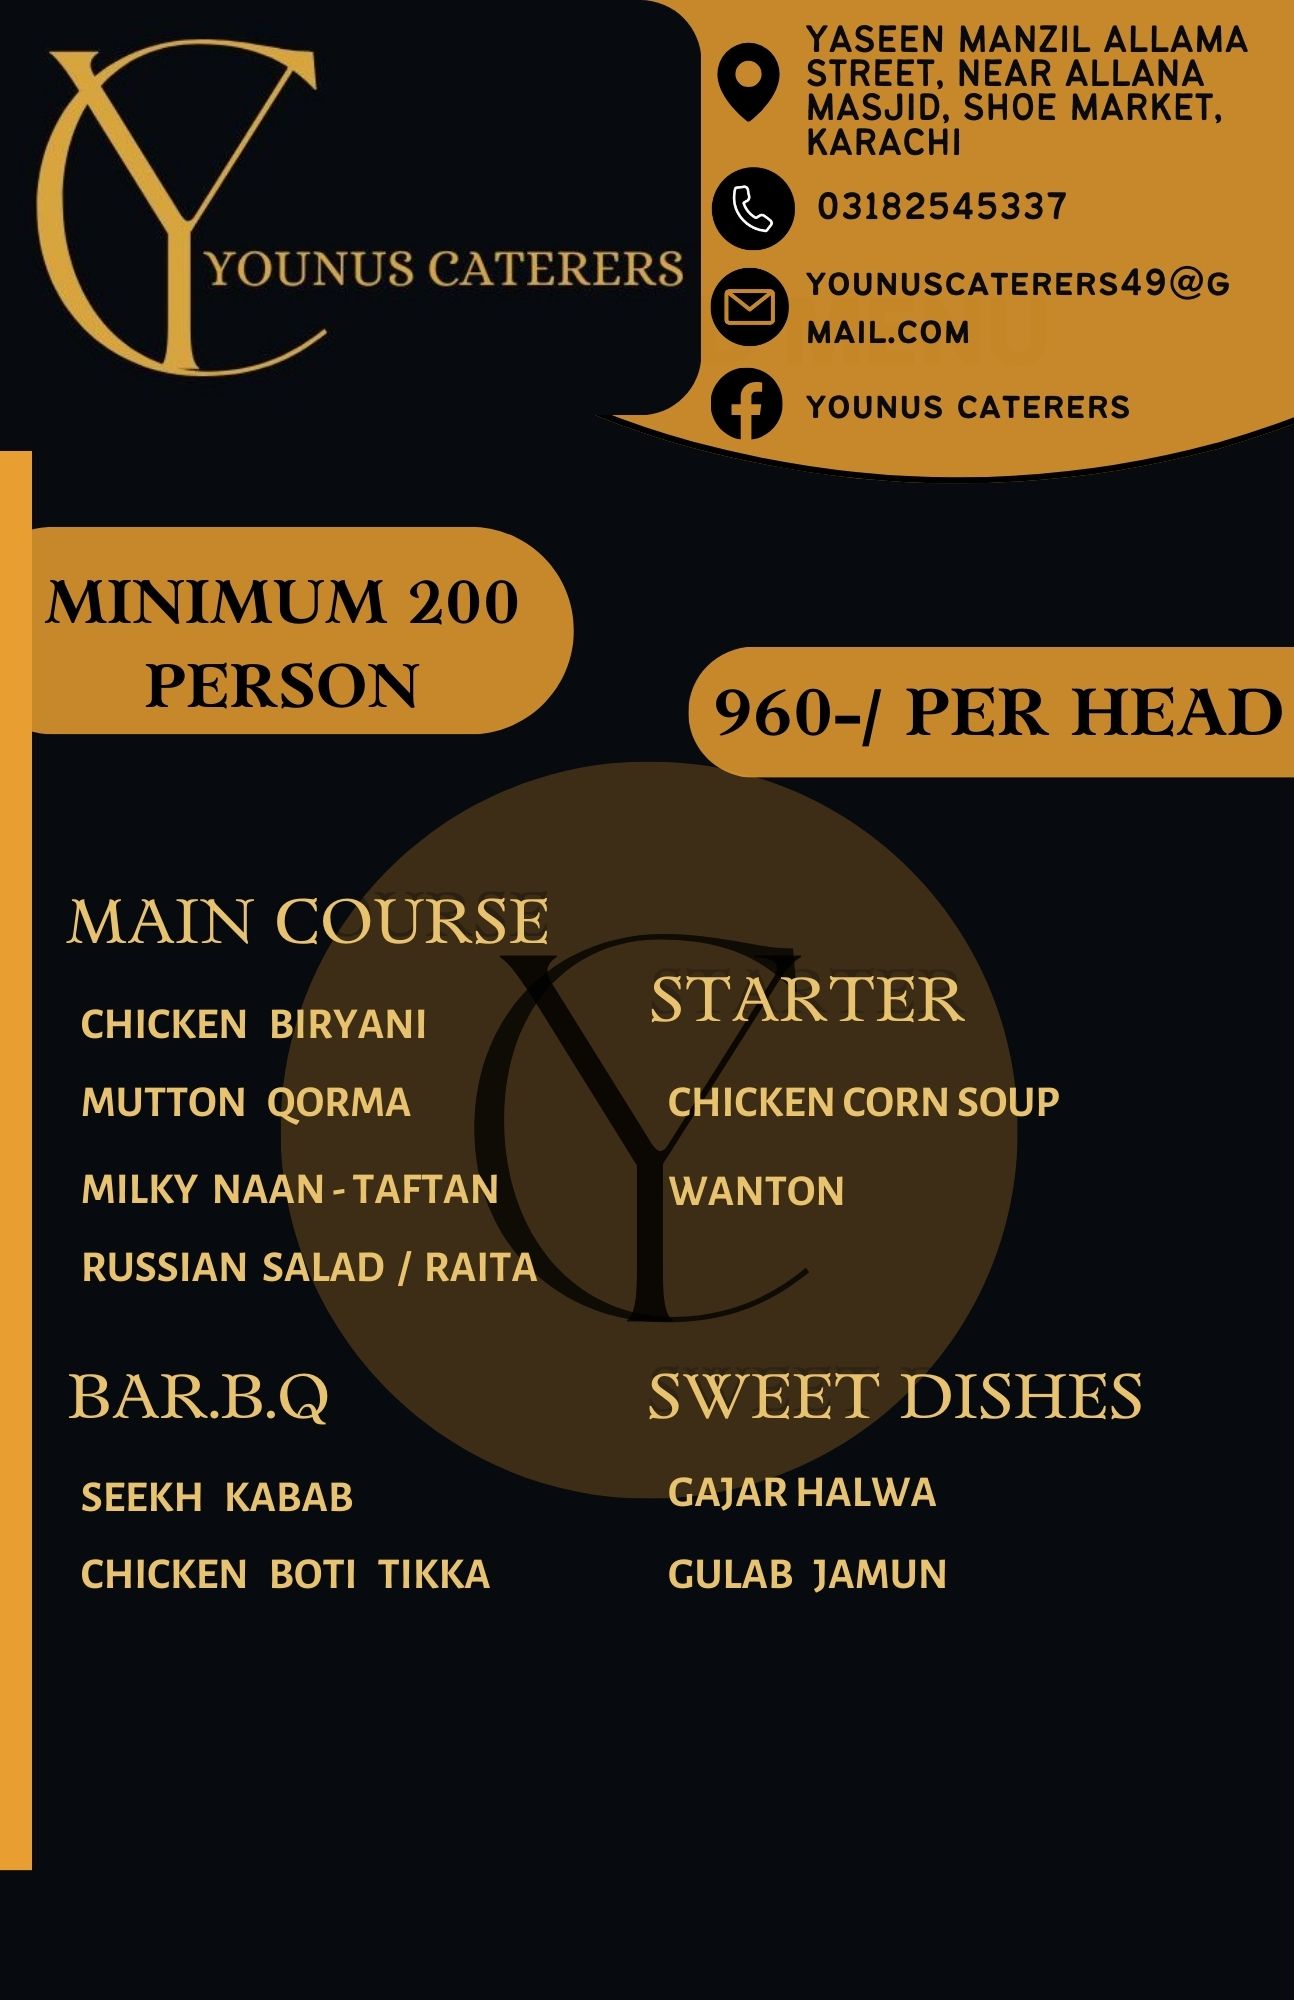 YOUNUS CATERERS
YASEEN MANZIL ALLAMA
STREET, NEAR ALLANA
MASJID, SHOE MARKET,
KARACHI
03182545337
YOUNUSCATERERS49@G
MAIL.COM
YOUNUS CATERERS
MINIMUM 200
PERSON
960-/ PER HEAD
MAIN COURSE
CHICKEN BIRYANI
MUTTON QORMA
MILKY NAAN - TAFTAN
RUSSIAN SALAD / RAITA
STARTER
CHICKEN CORN SOUP
WANTON
BAR.B.Q
SEEKH KABAB
CHICKEN BOTI TIKKA
SWEET DISHES
GAJAR HALWA
GULAB JAMUN